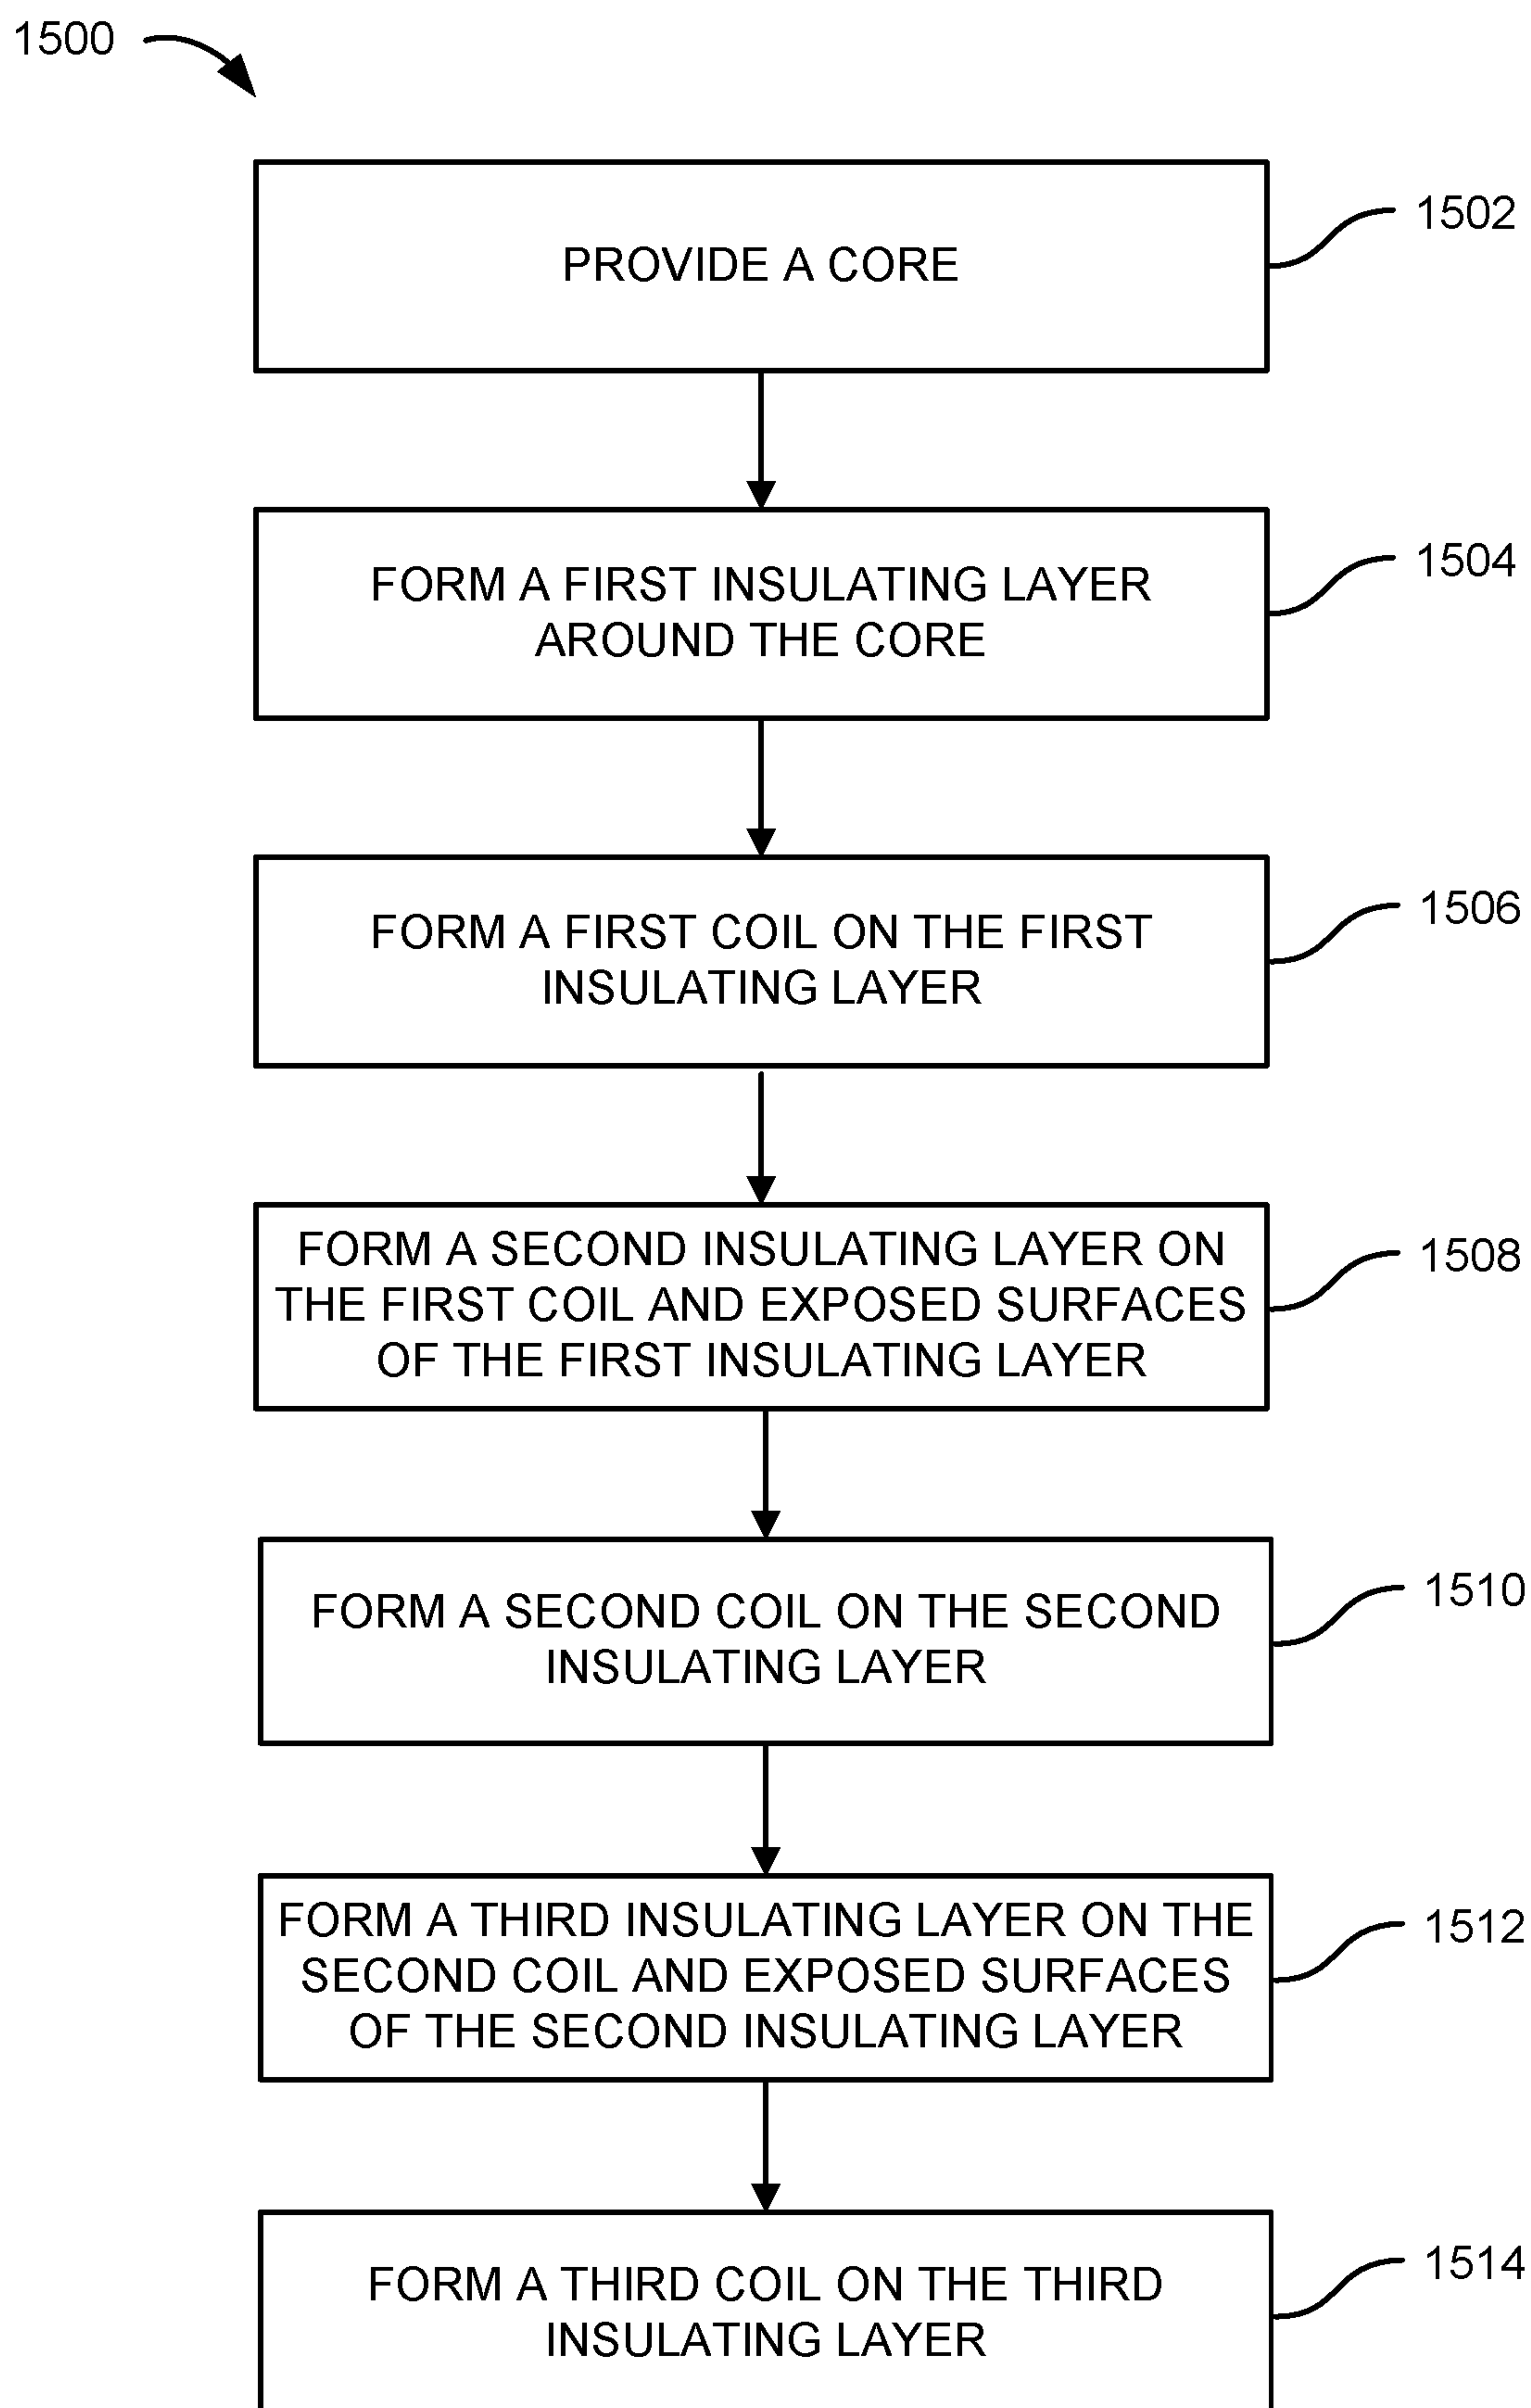 1500
PROVIDE A CORE
1502
FORM A FIRST INSULATING LAYER
AROUND THE CORE
1504
FORM A FIRST COIL ON THE FIRST
INSULATING LAYER
1506
FORM A SECOND INSULATING LAYER ON
THE FIRST COIL AND EXPOSED SURFACES
OF THE FIRST INSULATING LAYER
1508
FORM A SECOND COIL ON THE SECOND
INSULATING LAYER
1510
FORM A THIRD INSULATING LAYER ON THE
SECOND COIL AND EXPOSED SURFACES
OF THE SECOND INSULATING LAYER
1512
FORM A THIRD COIL ON THE THIRD
INSULATING LAYER
1514